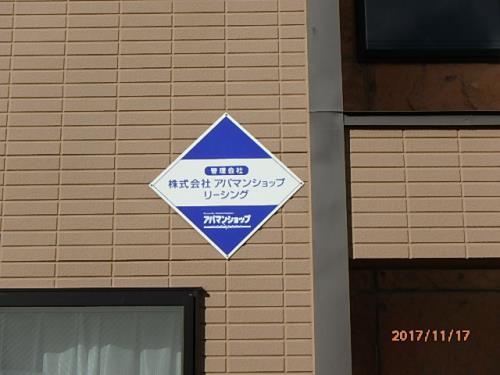 管理会社
株式会社 アパマンショップ
リーシング
アパマンショップ
2017/11/17